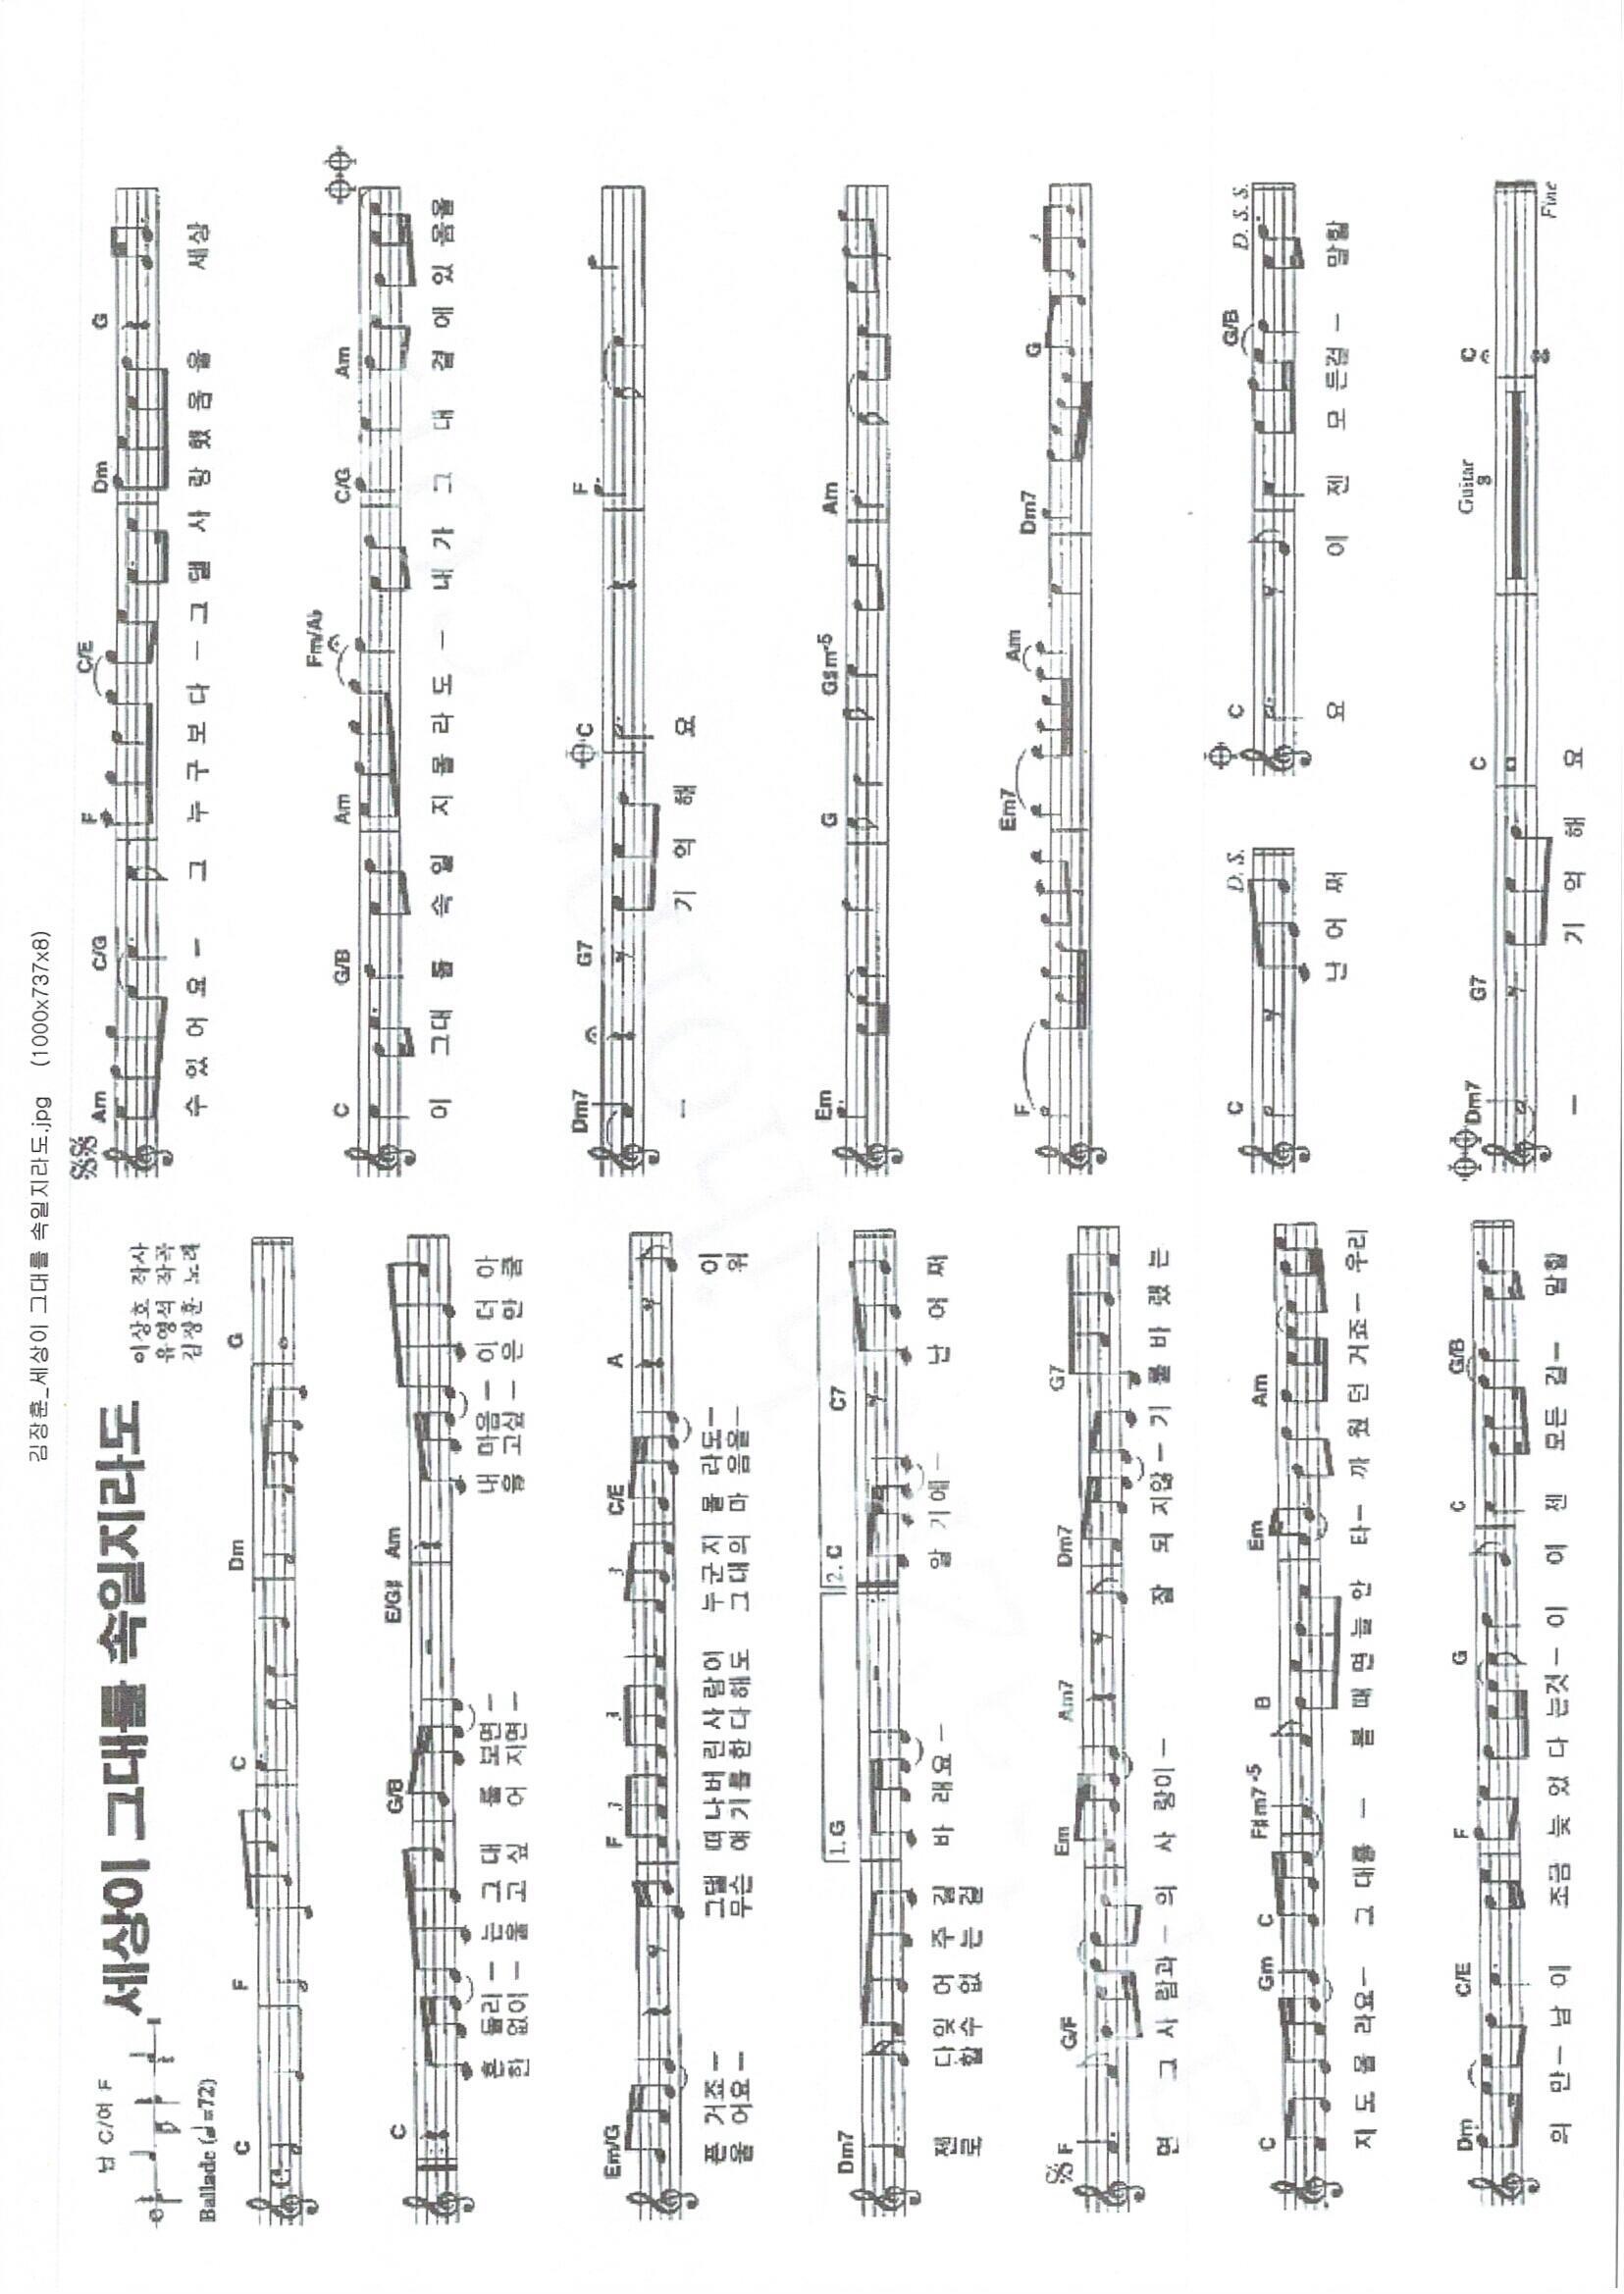 김장훈_세상이 그대를 속일지라도.jpg (1000x737x8)
남 C/여 F
세상이 그대를 속일지라도
이상호 작사
유영석 작곡
김장훈 노래
Ballade (♩=72)
C F C Dm G
C G/B E/G# Am
흔 들리 – 는 그 대 를 보면 – 내 마음 – 이 더 아
한 없이 – 울 고 싶 어 지면 – 울 고싶 – 은 만 큼
Em/G F 3 3 3 C/E A
픈 거죠 – 그댈 떠 나 버 린 사 람 이 누 군 지 몰 라도 – 이
울 어요 – 무슨 얘 기 를 한 다 해 도 그 대 의 마 음을 – 위
Dm7 1. G 2. C C7
젠 다 잊 어 주 길 바 래요 – 알 기에 – 난 어 쩌
로 할 수 없 는 걸
F G/F Em Am7 Dm7 G7
면 그 사 람과 – 의 사 랑이 – 잘 되 지않 – 기 를 바 랬 는
C Gm C F#m7-5 B Em Am
지 도 몰 라요 – 그 대를 – 볼 때 면 늘 안 타 – 까 웠 던 거죠 – 우리
Dm C/E F G C G/B
의 만 – 남 이 조금 늦 었 다 는것 – 이 이 젠 모든 걸 – 말할
Am C/G F C/E Dm G
수 있 어 요 – 그 누 구 보 다 – 그 댈 사 랑 했 음 을 세상
C G/B Am Fm/A♭ C/G Am
이 그대 를 속 일 지 몰 라 도 – 내 가 그 대 곁 에 있 음을
Dm7 G7 C F
– 기 억 해 요
Em G G#m-5 Am
F Em7 Am Dm7 G 3
C D. S. C G/B D. S. S.
난 어 쩌 요 이 젠 모 든걸 – 말할
Dm7 G7 C Guitar 8 C
Fine
– 기 억 해 요